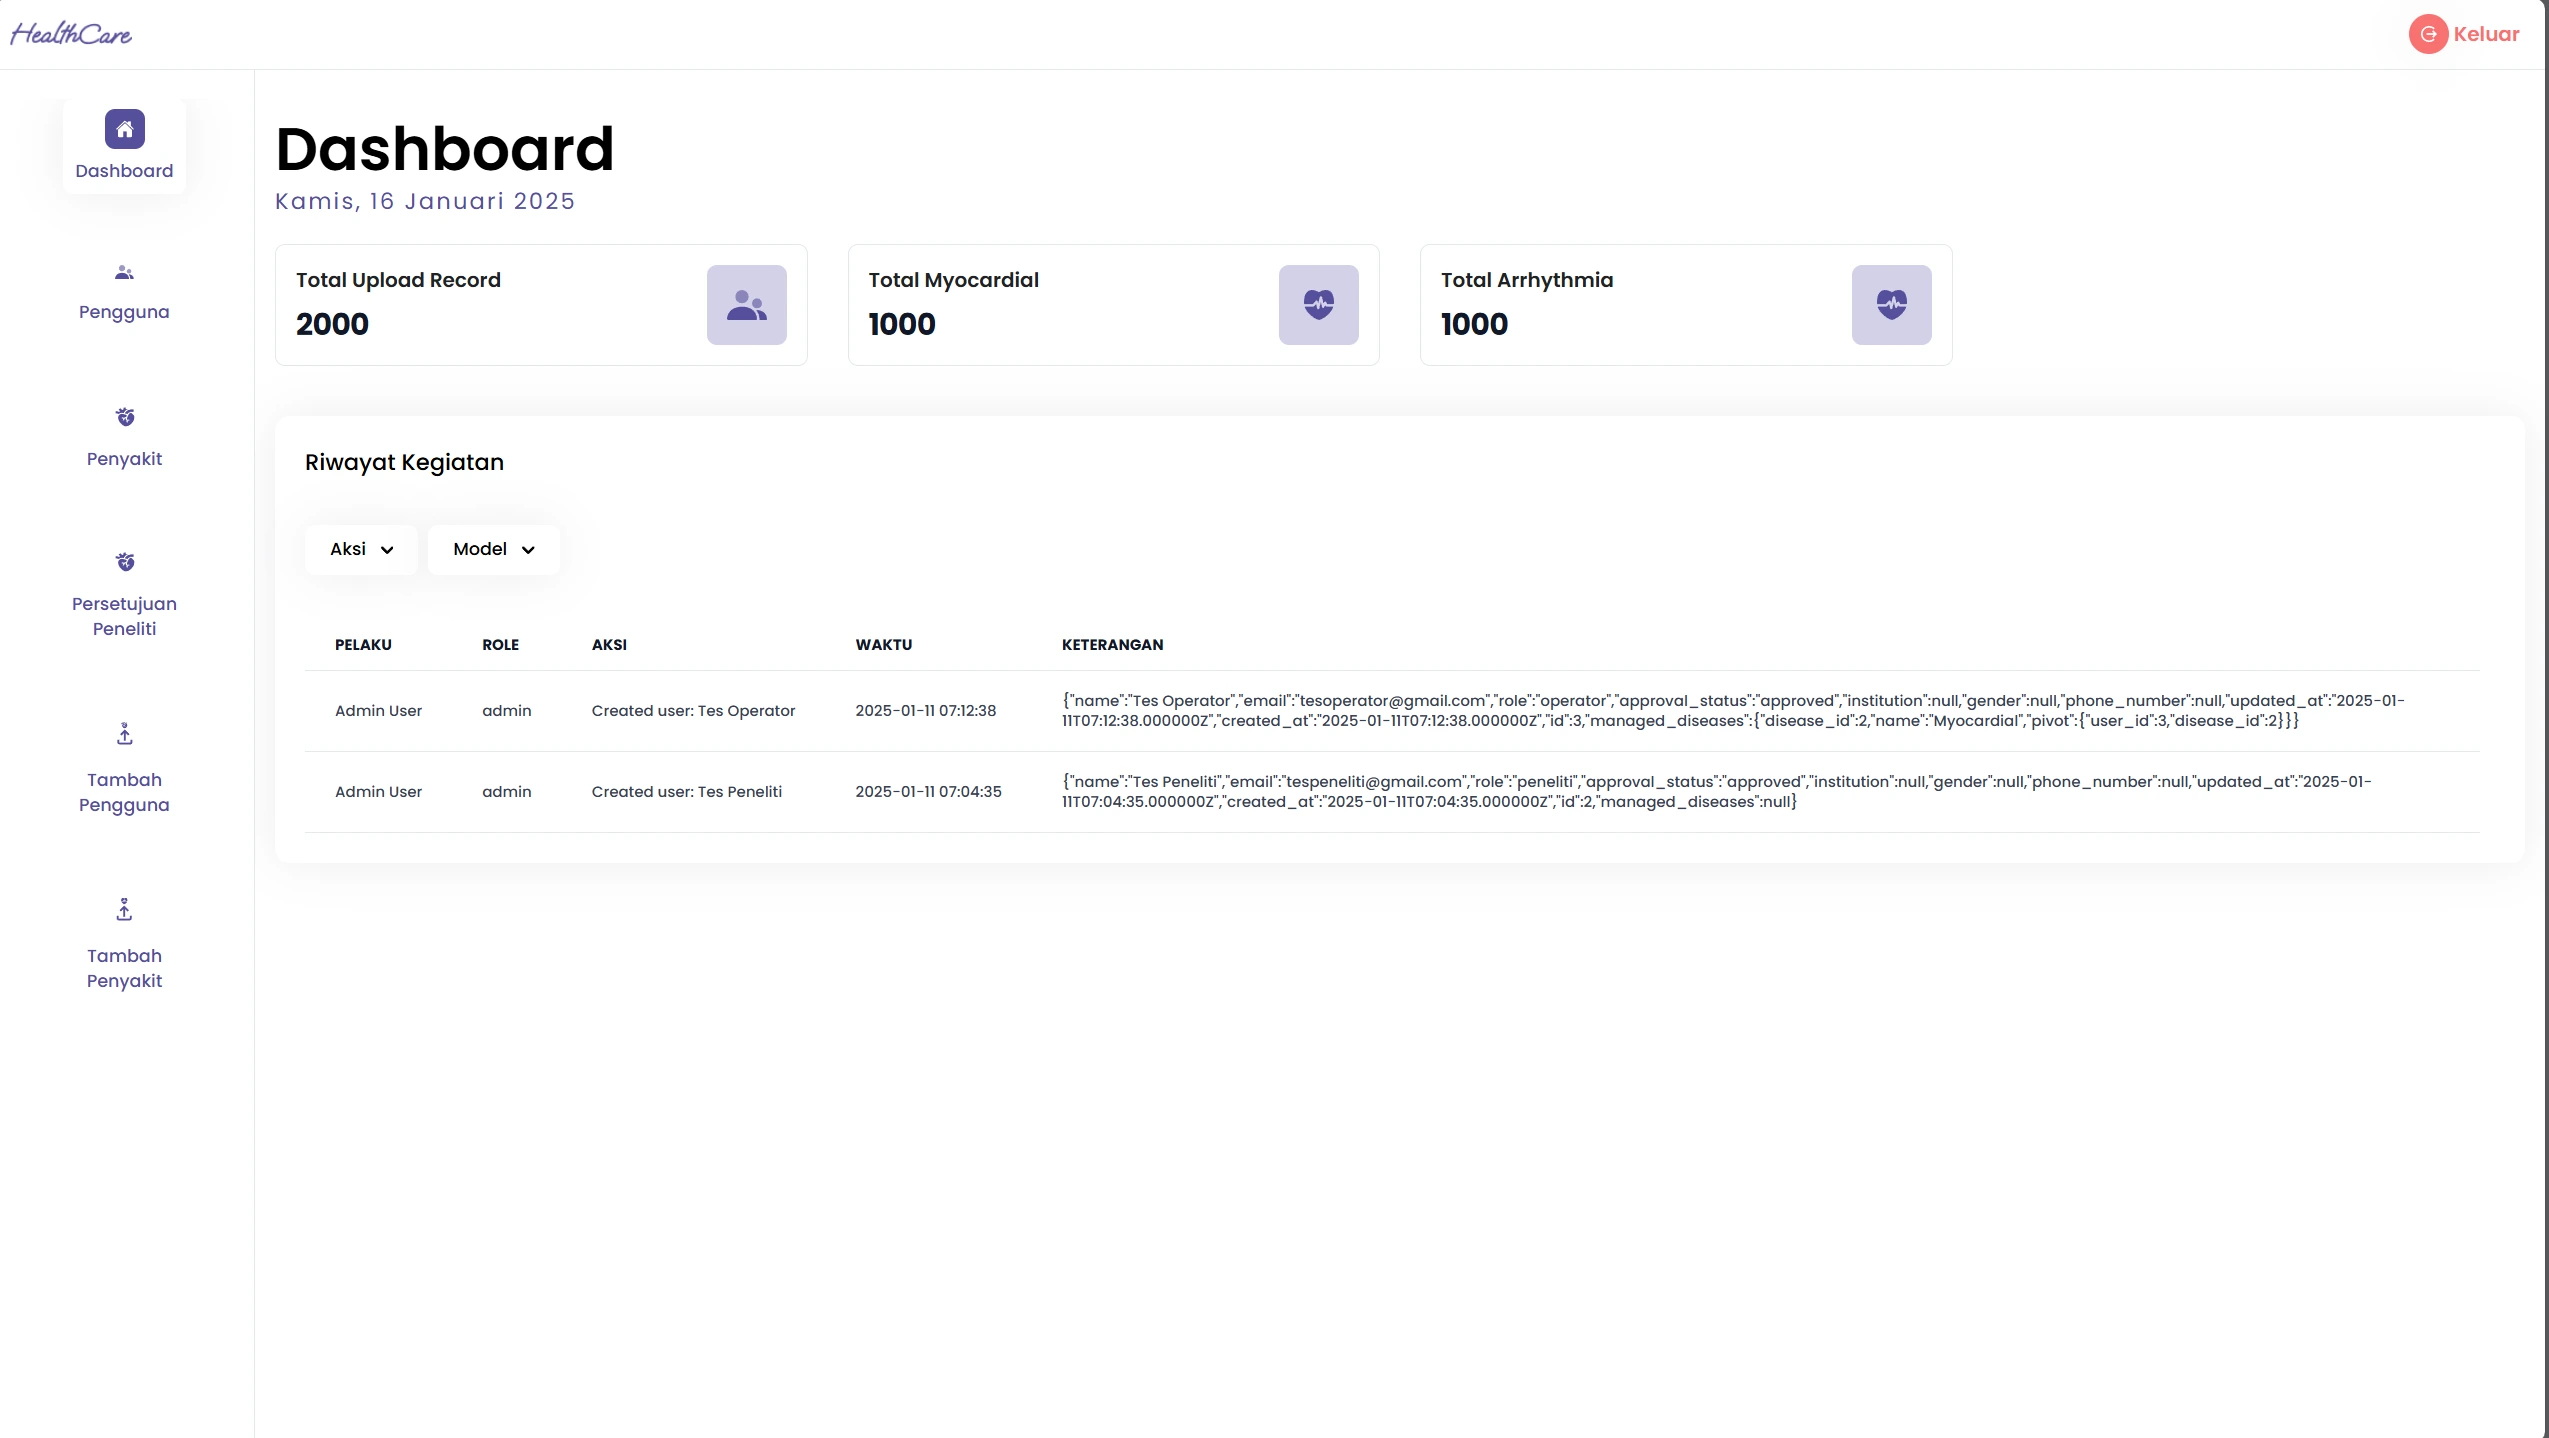 HealthCare
Keluar
Dashboard
Pengguna
Penyakit
Persetujuan
Peneliti
Tambah
Pengguna
Tambah
Penyakit
Dashboard
Kamis, 16 Januari 2025
Total Upload Record
2000
Total Myocardial
1000
Total Arrhythmia
1000
Riwayat Kegiatan
Aksi
Model
PELAKU ROLE AKSI WAKTU KETERANGAN
Admin User admin Created user: Tes Operator 2025-01-11 07:12:38 {"name":"Tes Operator","email":"tesoperator@gmail.com","role":"operator","approval_status":"approved","institution":null,"gender":null,"phone_number":null,"updated_at":"2025-01-
11T07:12:38.000000Z","created_at":"2025-01-11T07:12:38.000000Z","id":3,"managed_diseases":{"disease_id":2,"name":"Myocardial","pivot":{"user_id":3,"disease_id":2}}}
Admin User admin Created user: Tes Peneliti 2025-01-11 07:04:35 {"name":"Tes Peneliti","email":"tespeneliti@gmail.com","role":"peneliti","approval_status":"approved","institution":null,"gender":null,"phone_number":null,"updated_at":"2025-01-
11T07:04:35.000000Z","created_at":"2025-01-11T07:04:35.000000Z","id":2,"managed_diseases":null}